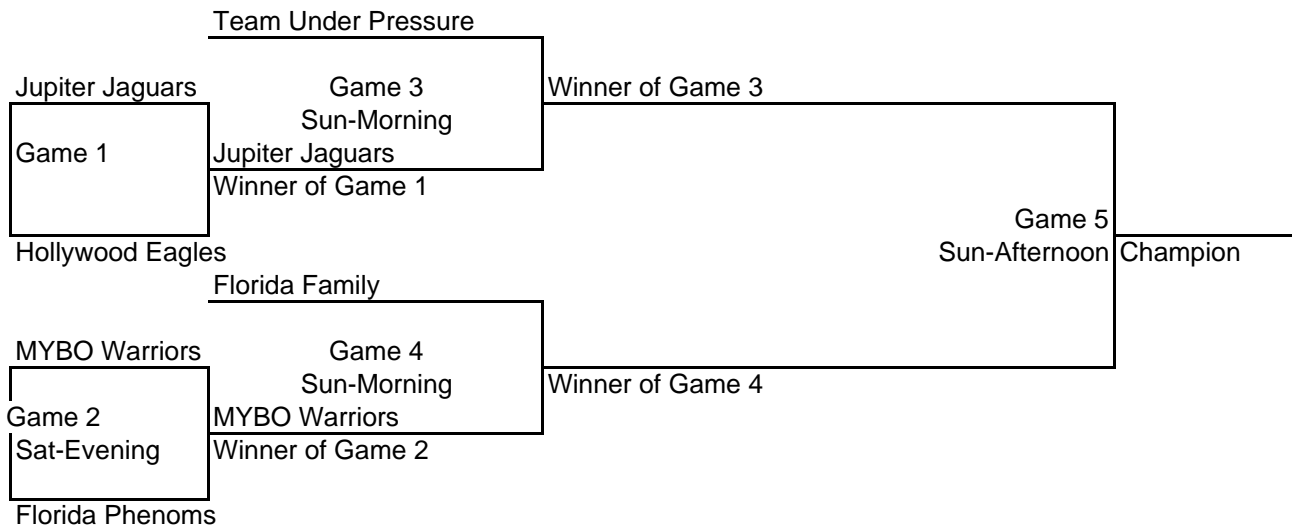 Team Under Pressure
Jupiter Jaguars
Game 3
Winner of Game 3
Sun-Morning
Game 1
Jupiter Jaguars
Winner of Game 1
Game 5
Hollywood Eagles
Sun-Afternoon
Champion
Florida Family
MYBO Warriors
Game 4
Sun-Morning
Winner of Game 4
Game 2
MYBO Warriors
Sat-Evening
Winner of Game 2
Florida Phenoms